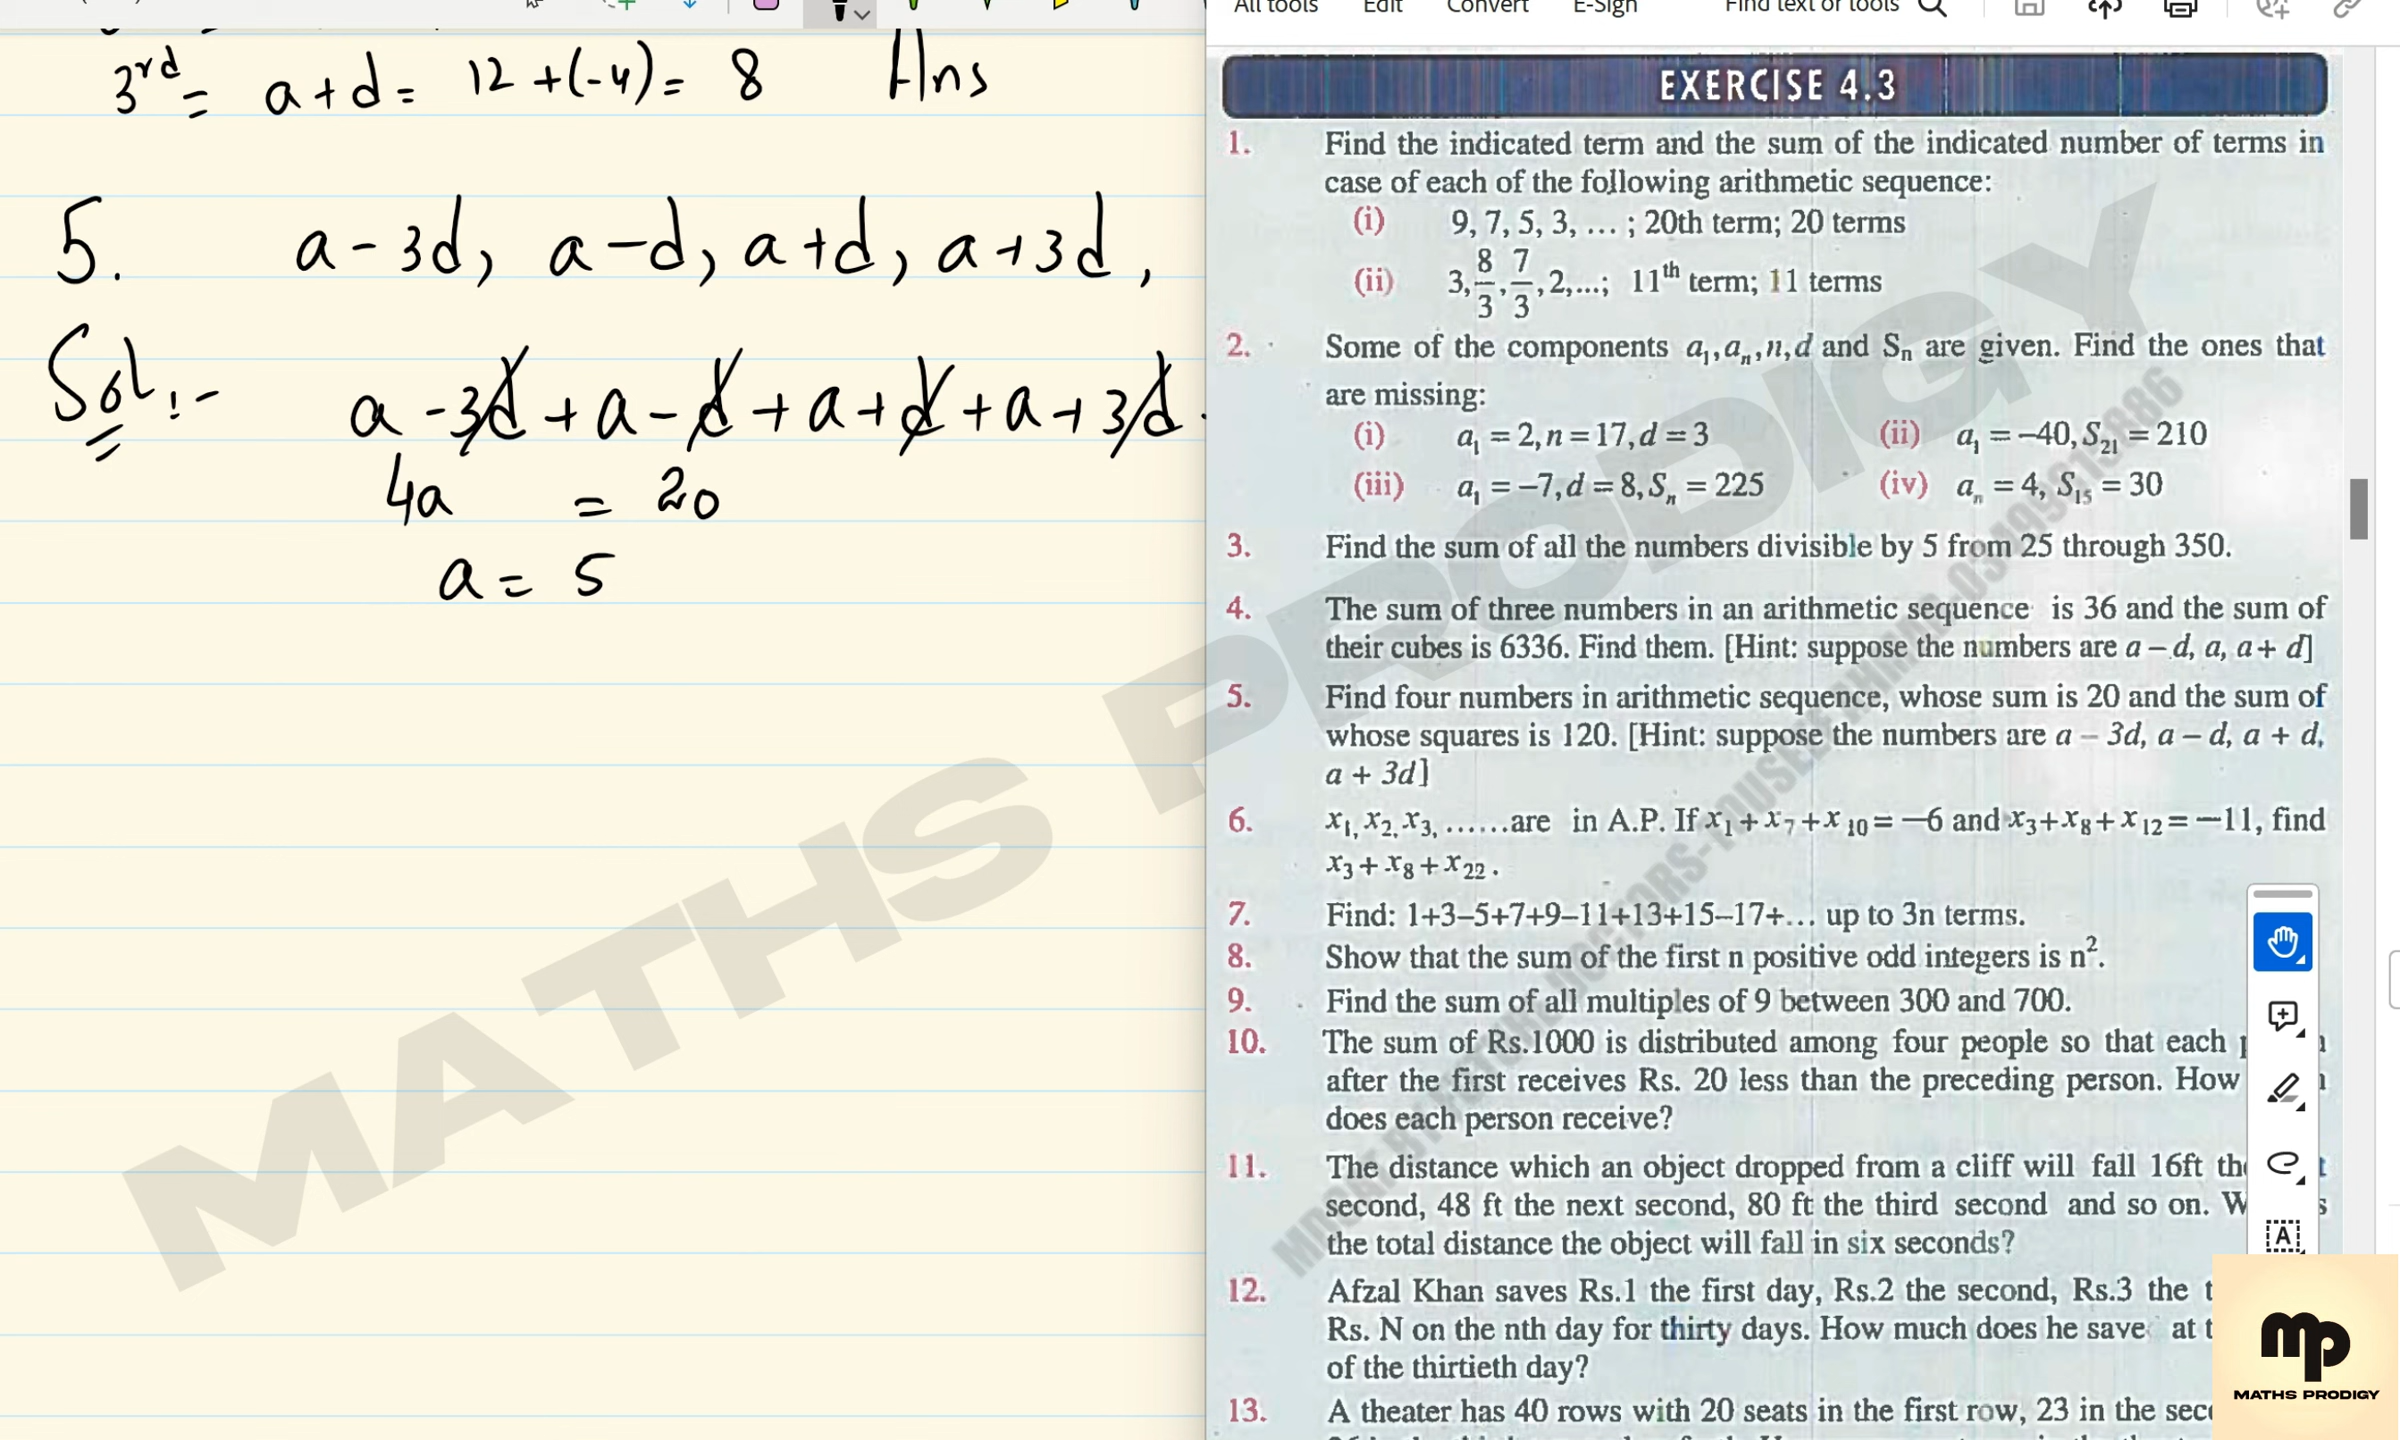 All tools Edit Convert E-Sign Find text or tools
3rd = a + d = 12 + (-4) = 8 Ans
5. a - 3d, a - d, a + d, a + 3d,
Sol:-
a - 3d + a - d + a + d + a + 3d
4a = 20
a = 5
EXERCISE 4.3
1. Find the indicated term and the sum of the indicated number of terms in
case of each of the following arithmetic sequence:
(i) 9, 7, 5, 3, … ; 20th term; 20 terms
(ii) 3, 8/3, 7/3, 2,...; 11th term; 11 terms
2. Some of the components a₁, aₙ, n, d and Sₙ are given. Find the ones that
are missing:
(i) a₁ = 2, n = 17, d = 3 (ii) a₁ = –40, S₂₁ = 210
(iii) a₁ = –7, d = 8, Sₙ = 225 (iv) aₙ = 4, S₁₅ = 30
3. Find the sum of all the numbers divisible by 5 from 25 through 350.
4. The sum of three numbers in an arithmetic sequence is 36 and the sum of
their cubes is 6336. Find them. [Hint: suppose the numbers are a – d, a, a + d]
5. Find four numbers in arithmetic sequence, whose sum is 20 and the sum of
whose squares is 120. [Hint: suppose the numbers are a – 3d, a – d, a + d,
a + 3d]
6. x₁, x₂, x₃, ......are in A.P. If x₁ + x₇ + x₁₀ = –6 and x₃ + x₈ + x₁₂ = –11, find
x₃ + x₈ + x₂₂.
7. Find: 1+3–5+7+9–11+13+15–17+… up to 3n terms.
8. Show that the sum of the first n positive odd integers is n².
9. Find the sum of all multiples of 9 between 300 and 700.
10. The sum of Rs.1000 is distributed among four people so that each
after the first receives Rs. 20 less than the preceding person. How
does each person receive?
11. The distance which an object dropped from a cliff will fall 16ft
second, 48 ft the next second, 80 ft the third second and so on.
the total distance the object will fall in six seconds?
12. Afzal Khan saves Rs.1 the first day, Rs.2 the second, Rs.3 the
Rs. N on the nth day for thirty days. How much does he save at
of the thirtieth day?
13. A theater has 40 rows with 20 seats in the first row, 23 in the
MATHS PRODIGY
mp
MATHS PRODIGY